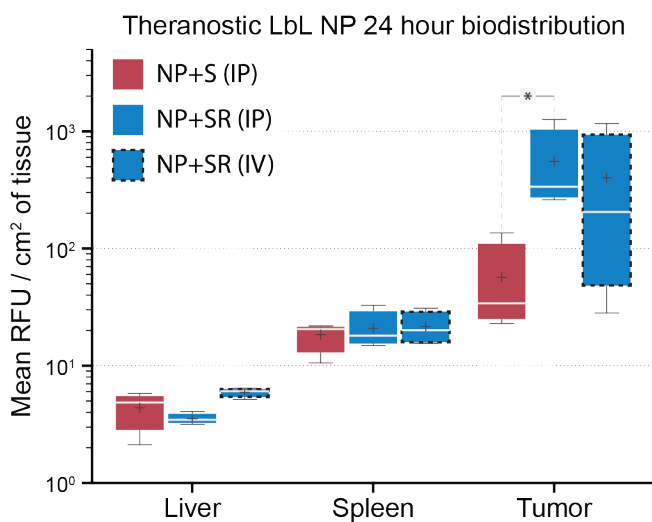 Theranostic LbL NP 24 hour biodistribution
NP+S (IP)
NP+SR (IP)
NP+SR (IV)
*
Mean RFU / cm² of tissue
10³
10²
10¹
10⁰
Liver Spleen Tumor